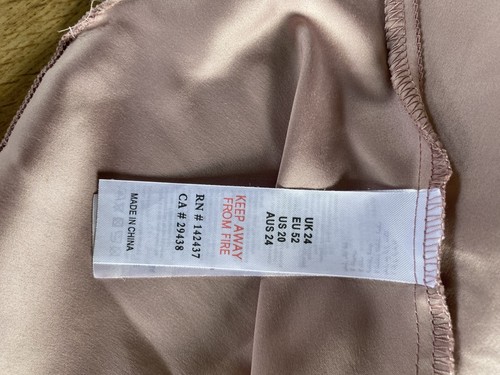 UK 24
EU 52
US 20
AUS 24
KEEP AWAY
FROM FIRE
RN # 142437
CA # 29438
MADE IN CHINA